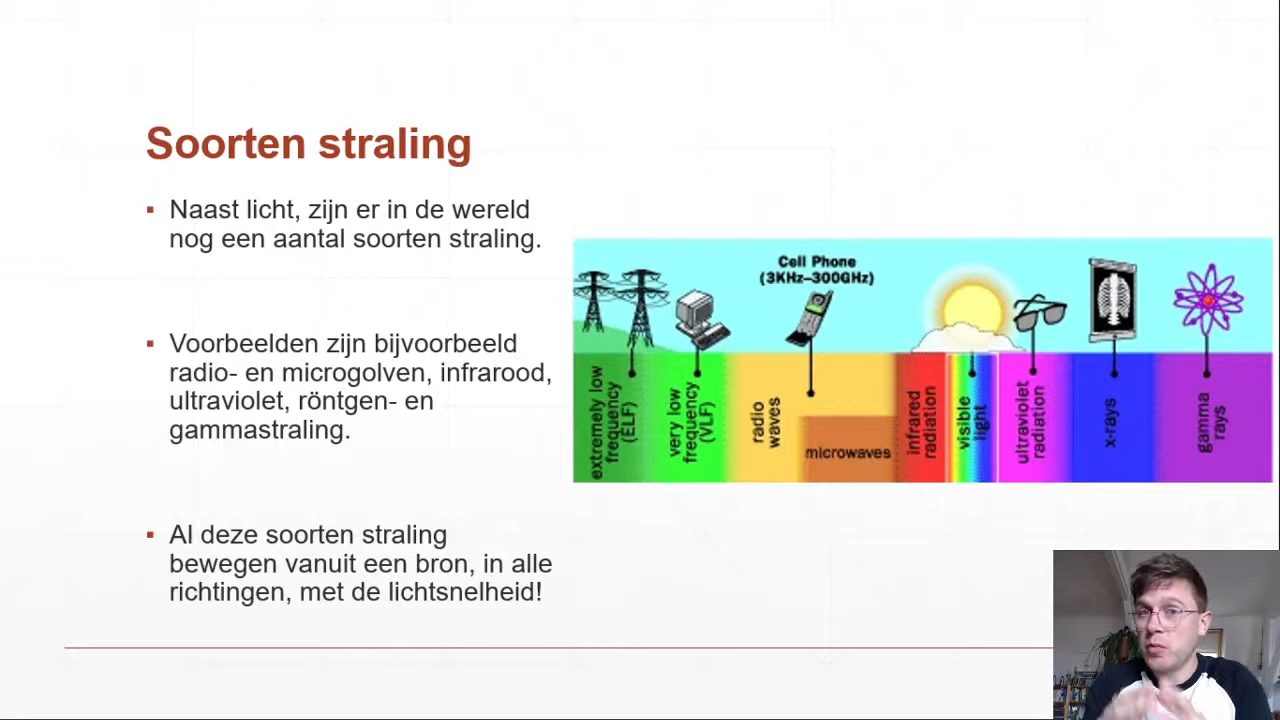 Soorten straling
Naast licht, zijn er in de wereld
nog een aantal soorten straling.
Voorbeelden zijn bijvoorbeeld
radio- en microgolven, infrarood,
ultraviolet, röntgen- en
gammastraling.
Al deze soorten straling
bewegen vanuit een bron, in alle
richtingen, met de lichtsnelheid!
Cell Phone
(3KHz–300GHz)
extremely low
frequency
(ELF)
very low
frequency
(VLF)
radio
waves
microwaves
infrared
radiation
visible
light
ultraviolet
radiation
x-rays
gamma
rays